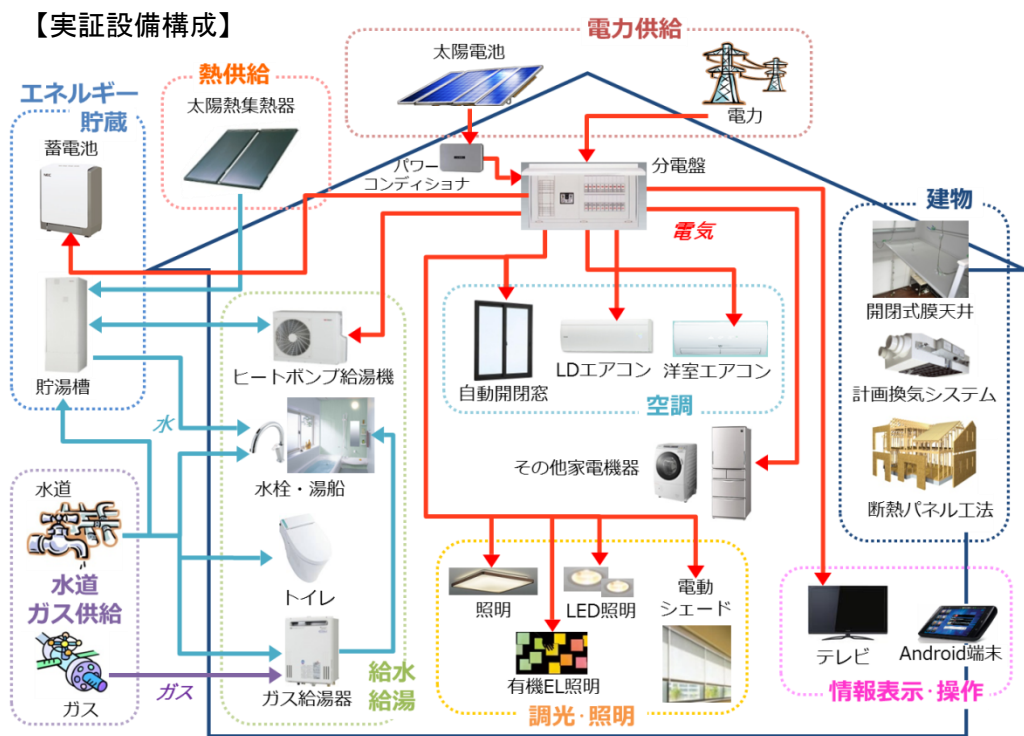 【実証設備構成】
電力供給
太陽電池
電力
熱供給
太陽熱集熱器
エネルギー
貯蔵
蓄電池
パワー
コンディショナ
分電盤
電気
建物
開閉式膜天井
計画換気システム
断熱パネル工法
貯湯槽
ヒートポンプ給湯機
水
水栓・湯船
自動開閉窓
LDエアコン
洋室エアコン
空調
その他家電機器
水道
水道
ガス供給
ガス
ガス
トイレ
ガス給湯器
給水
給湯
照明
LED照明
電動
シェード
有機EL照明
調光・照明
テレビ
Android端末
情報表示・操作